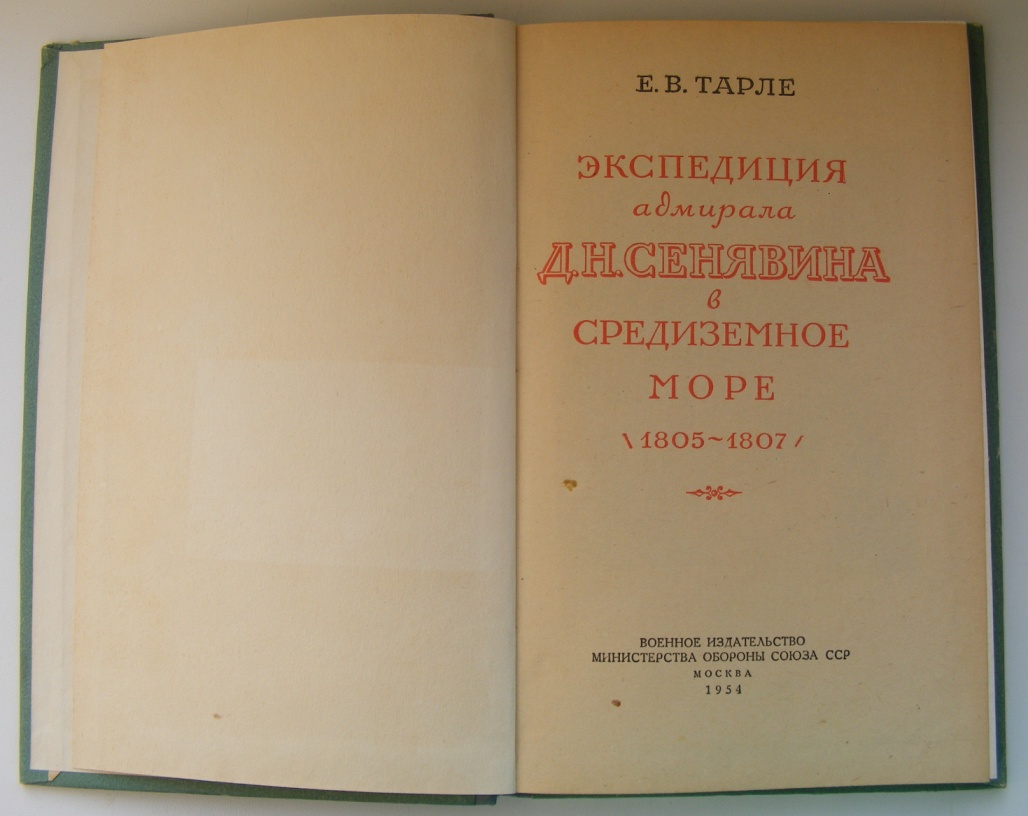 Е. В. ТАРЛЕ
ЭКСПЕДИЦИЯ
адмирала
Д.Н.СЕНЯВИНА
в
СРЕДИЗЕМНОЕ
МОРЕ
\1805~1807/
ВОЕННОЕ ИЗДАТЕЛЬСТВО
МИНИСТЕРСТВА ОБОРОНЫ СОЮЗА ССР
МОСКВА
1954